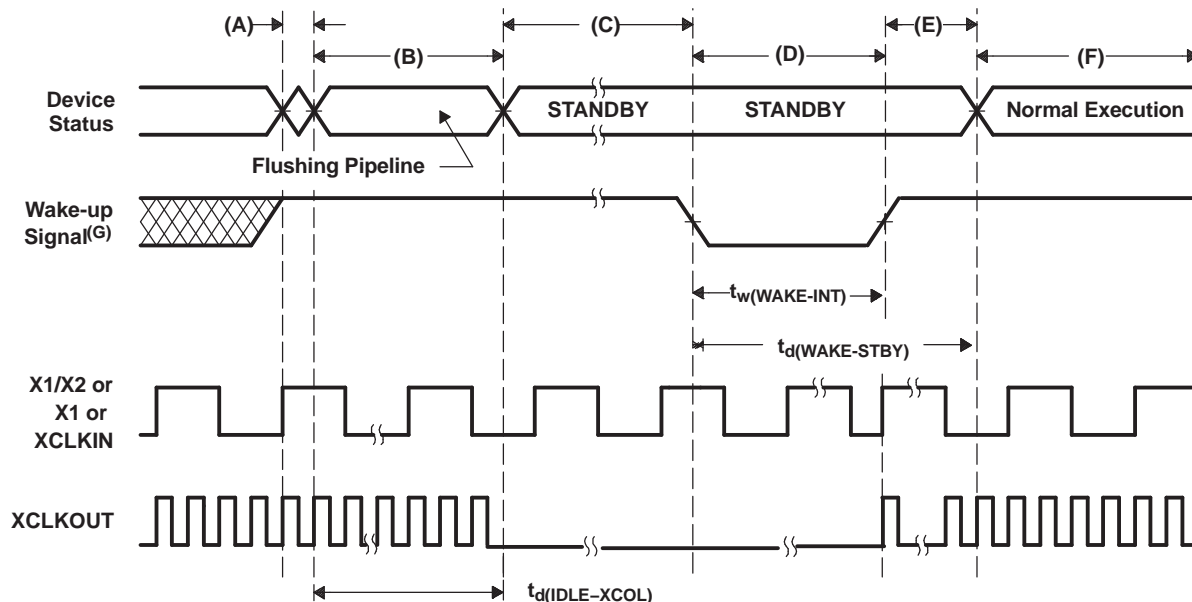 (A)
(C)
(E)
(B)
(D)
(F)
Device
Status
STANDBY
STANDBY
Normal Execution
Flushing Pipeline
Wake-up
Signal(G)
tw(WAKE-INT)
td(WAKE-STBY)
X1/X2 or
X1 or
XCLKIN
XCLKOUT
td(IDLE−XCOL)